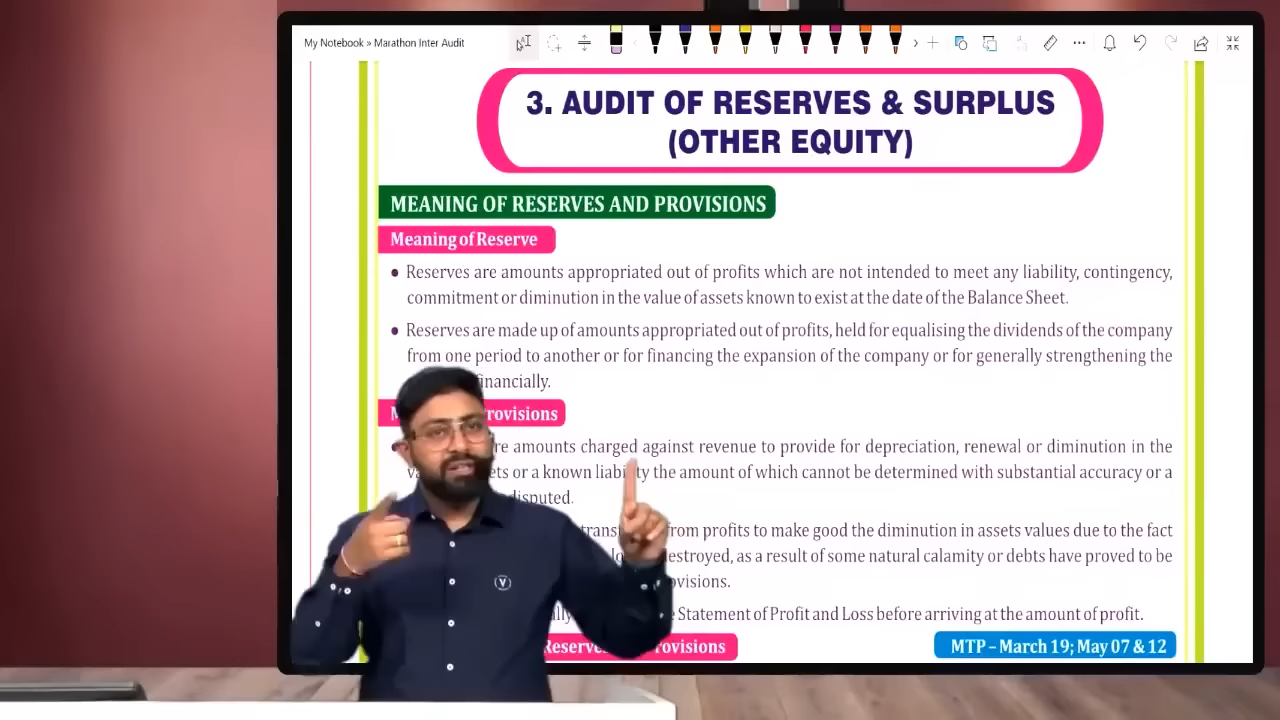 My Notebook » Marathon Inter Audit
3. AUDIT OF RESERVES & SURPLUS
(OTHER EQUITY)
MEANING OF RESERVES AND PROVISIONS
Meaning of Reserve
● Reserves are amounts appropriated out of profits which are not intended to meet any liability, contingency,
commitment or diminution in the value of assets known to exist at the date of the Balance Sheet.
● Reserves are made up of amounts appropriated out of profits, held for equalising the dividends of the company
from one period to another or for financing the expansion of the company or for generally strengthening the
financially.
rovisions
re amounts charged against revenue to provide for depreciation, renewal or diminution in the
ets or a known liability the amount of which cannot be determined with substantial accuracy or a
disputed.
from profits to make good the diminution in assets values due to the fact
destroyed, as a result of some natural calamity or debts have proved to be
ovisions.
Statement of Profit and Loss before arriving at the amount of profit.
Reserves rovisions
MTP – March 19; May 07 & 12
V